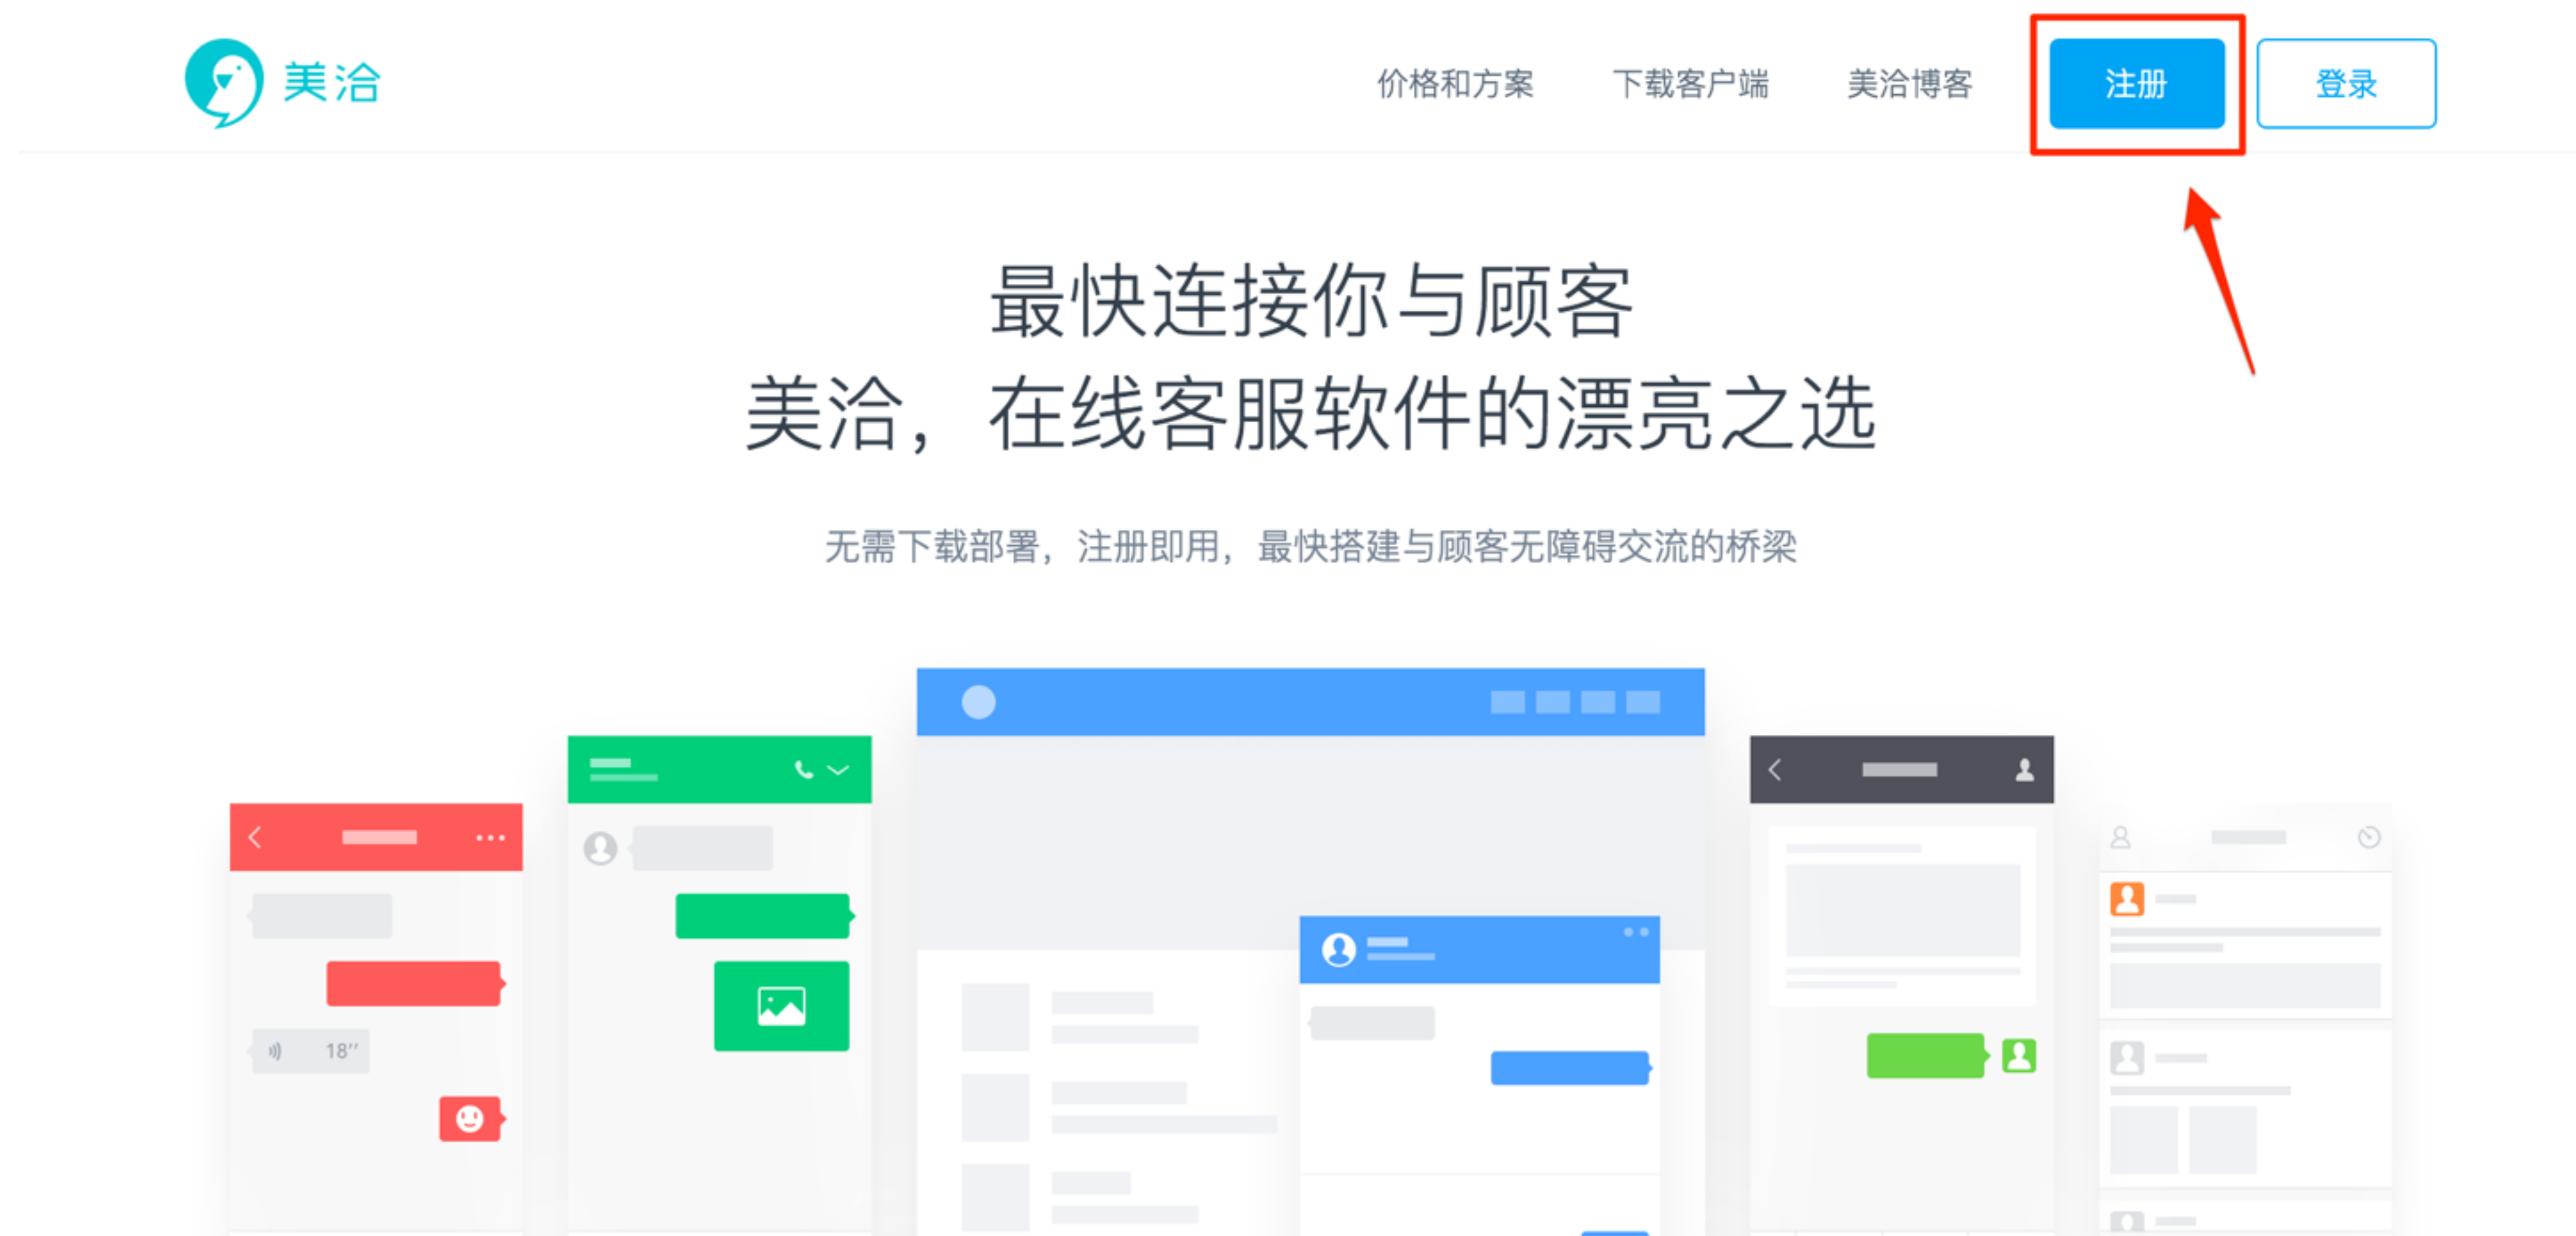 美洽
价格和方案 下载客户端 美洽博客 注册 登录
最快连接你与顾客
美洽，在线客服软件的漂亮之选
无需下载部署，注册即用，最快搭建与顾客无障碍交流的桥梁
18′′